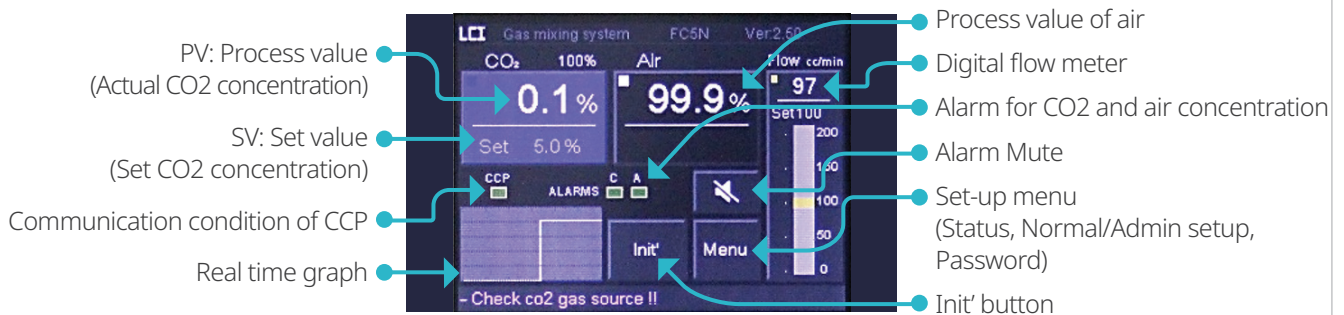 PV: Process value
(Actual CO2 concentration)
SV: Set value
(Set CO2 concentration)
Communication condition of CCP
Real time graph
LCI Gas mixing system FC5N Ver:2.50
CO₂ 100% Air Flow cc/min
0.1% 99.9% 97
Set 5.0% Set100
200
150
100
50
0
CCP ALARMS C A
Init' Menu
- Check co2 gas source !!
Process value of air
Digital flow meter
Alarm for CO2 and air concentration
Alarm Mute
Set-up menu
(Status, Normal/Admin setup,
Password)
Init’ button